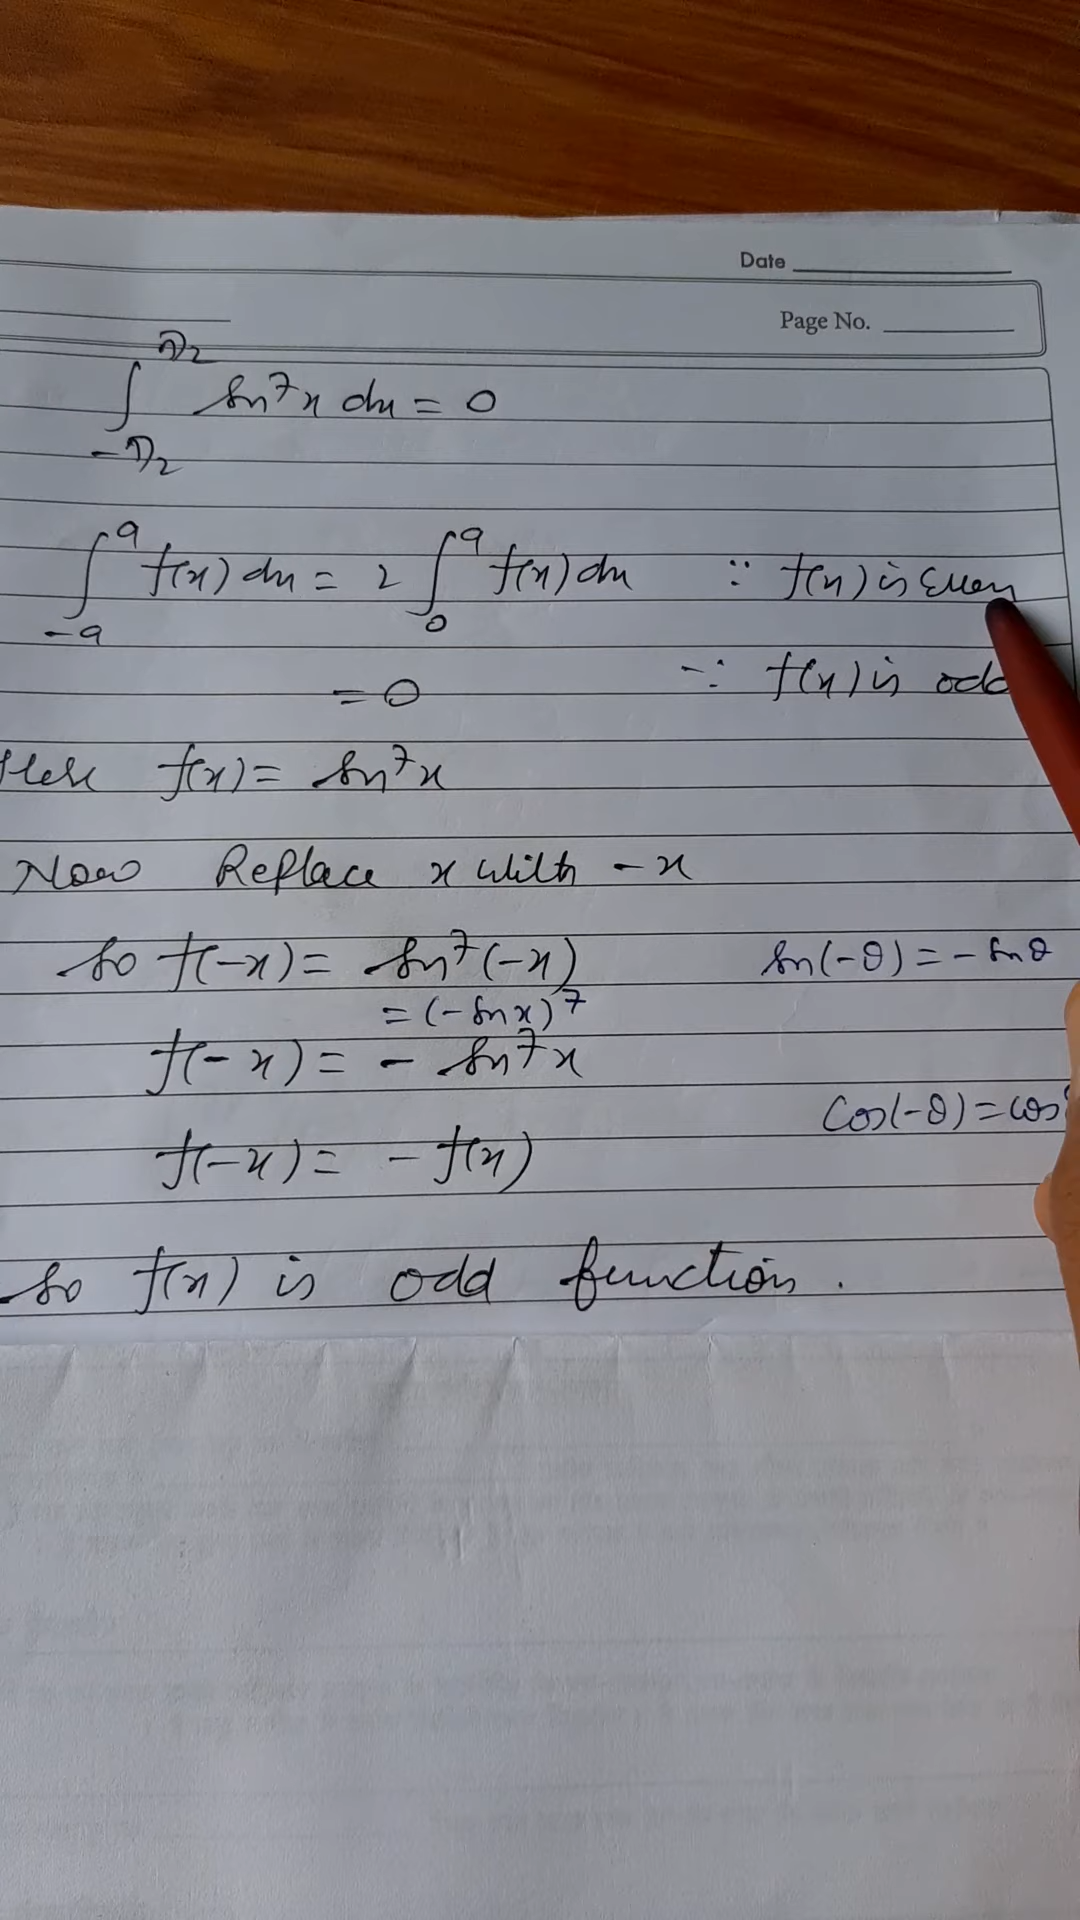 Date
Page No.
∫_{-π/2}^{π/2} sin⁷x dx = 0
∫_{-a}^{a} f(x) dx = 2 ∫_{0}^{a} f(x) dx ∵ f(x) is Even
= 0 ∵ f(x) is odd
Here f(x) = sin⁷x
Now Replace x with -x
so f(-x) = sin⁷(-x) sin(-θ) = -sinθ
= (-sinx)⁷
f(-x) = - sin⁷x
cos(-θ) = cos
f(-x) = - f(x)
so f(x) is odd function.